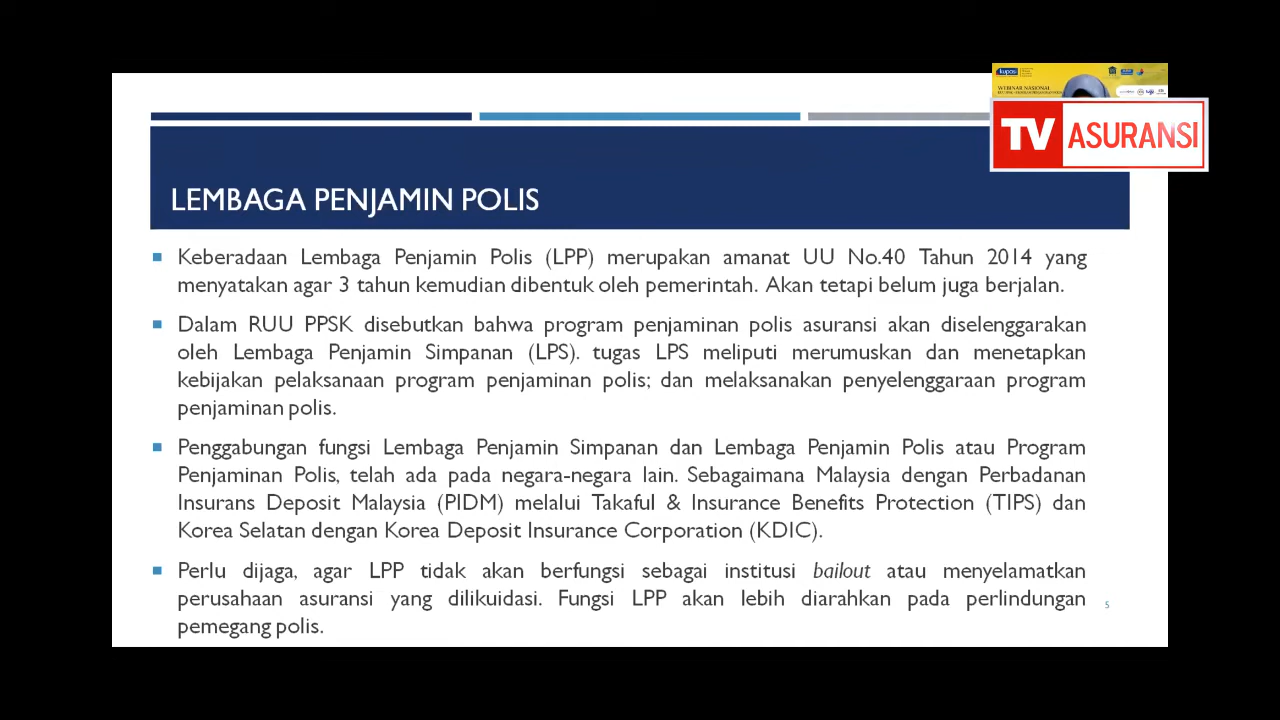 kupasi
WEBINAR NASIONAL
TV ASURANSI
LEMBAGA PENJAMIN POLIS
Keberadaan Lembaga Penjamin Polis (LPP) merupakan amanat UU No.40 Tahun 2014 yang
menyatakan agar 3 tahun kemudian dibentuk oleh pemerintah. Akan tetapi belum juga berjalan.
Dalam RUU PPSK disebutkan bahwa program penjaminan polis asuransi akan diselenggarakan
oleh Lembaga Penjamin Simpanan (LPS). tugas LPS meliputi merumuskan dan menetapkan
kebijakan pelaksanaan program penjaminan polis; dan melaksanakan penyelenggaraan program
penjaminan polis.
Penggabungan fungsi Lembaga Penjamin Simpanan dan Lembaga Penjamin Polis atau Program
Penjaminan Polis, telah ada pada negara-negara lain. Sebagaimana Malaysia dengan Perbadanan
Insurans Deposit Malaysia (PIDM) melalui Takaful & Insurance Benefits Protection (TIPS) dan
Korea Selatan dengan Korea Deposit Insurance Corporation (KDIC).
Perlu dijaga, agar LPP tidak akan berfungsi sebagai institusi bailout atau menyelamatkan
perusahaan asuransi yang dilikuidasi. Fungsi LPP akan lebih diarahkan pada perlindungan
pemegang polis.
5